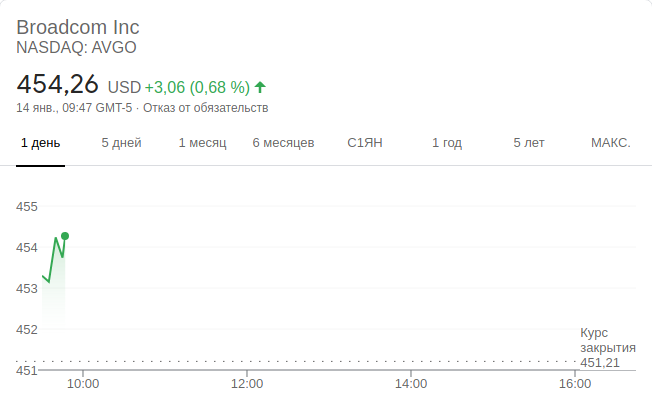 Broadcom Inc
NASDAQ: AVGO
454,26 USD +3,06 (0,68 %)
14 янв., 09:47 GMT-5 · Отказ от обязательств
1 день 5 дней 1 месяц 6 месяцев С1ЯН 1 год 5 лет МАКС.
455
454
453
452
451
Курс
закрытия
451,21
10:00 12:00 14:00 16:00